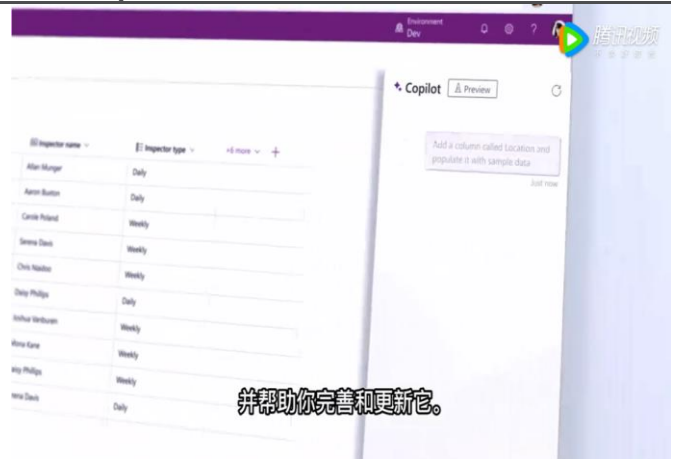 Environment
Dev
腾讯视频
Copilot
Preview
Add a column called Location and
populate it with sample data
Just now
Inspector name
Inspector type
+6 more
Allan Munger
Daily
Aaron Buxton
Daily
Carole Poland
Weekly
Serena Davis
Weekly
Chris Naidoo
Weekly
Daisy Phillips
Daily
Joshua VanBuren
Weekly
Mona Kane
Weekly
Daisy Phillips
Weekly
Serena Davis
Daily
并帮助你完善和更新它。